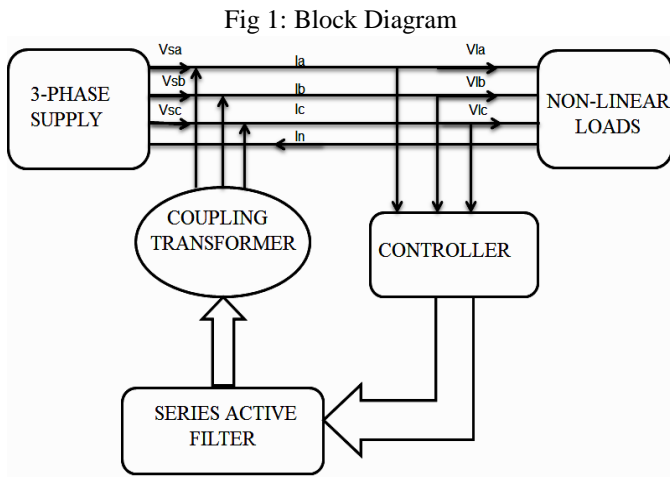 Fig 1: Block Diagram
Vsa
Ia
Vla
Vsb
Ib
Vlb
Vsc
Ic
Vlc
In
3-PHASE
SUPPLY
NON-LINEAR
LOADS
COUPLING
TRANSFORMER
CONTROLLER
SERIES ACTIVE
FILTER